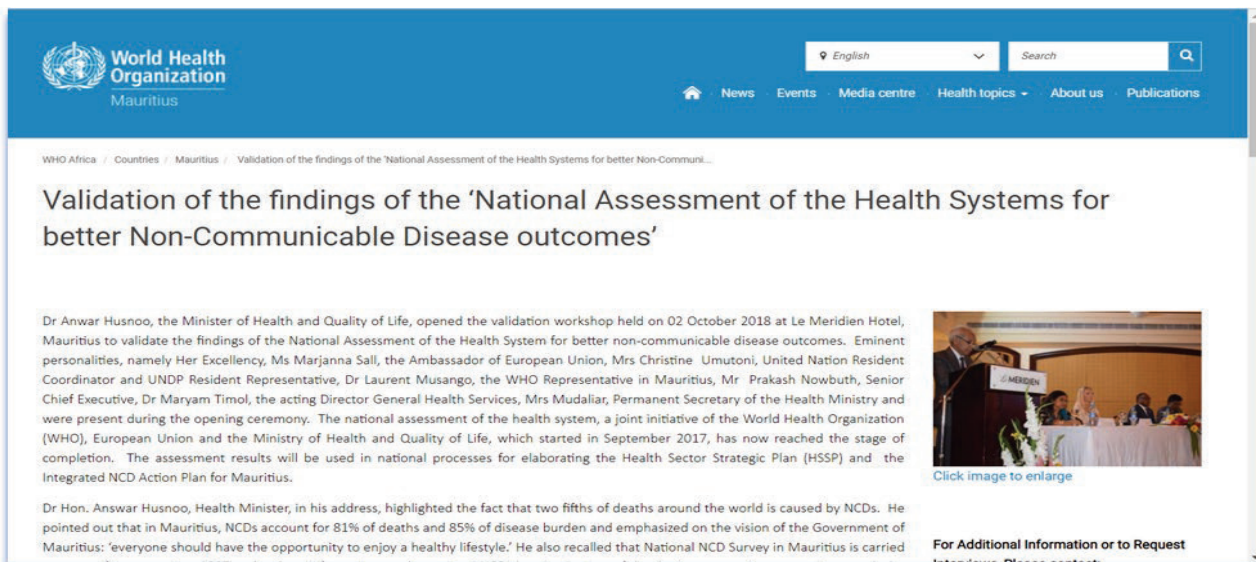 World Health
Organization
Mauritius
English
Search
News Events Media centre Health topics About us Publications
WHO Africa / Countries / Mauritius / Validation of the findings of the 'National Assessment of the Health Systems for better Non-Communi...
Validation of the findings of the ‘National Assessment of the Health Systems for
better Non-Communicable Disease outcomes’
Dr Anwar Husnoo, the Minister of Health and Quality of Life, opened the validation workshop held on 02 October 2018 at Le Meridien Hotel,
Mauritius to validate the findings of the National Assessment of the Health System for better non-communicable disease outcomes. Eminent
personalities, namely Her Excellency, Ms Marjanna Sall, the Ambassador of European Union, Mrs Christine Umutoni, United Nation Resident
Coordinator and UNDP Resident Representative, Dr Laurent Musango, the WHO Representative in Mauritius, Mr Prakash Nowbuth, Senior
Chief Executive, Dr Maryam Timol, the acting Director General Health Services, Mrs Mudaliar, Permanent Secretary of the Health Ministry and
were present during the opening ceremony. The national assessment of the health system, a joint initiative of the World Health Organization
(WHO), European Union and the Ministry of Health and Quality of Life, which started in September 2017, has now reached the stage of
completion. The assessment results will be used in national processes for elaborating the Health Sector Strategic Plan (HSSP) and the
Integrated NCD Action Plan for Mauritius.
Dr Hon. Answar Husnoo, Health Minister, in his address, highlighted the fact that two fifths of deaths around the world is caused by NCDs. He
pointed out that in Mauritius, NCDs account for 81% of deaths and 85% of disease burden and emphasized on the vision of the Government of
Mauritius: ‘everyone should have the opportunity to enjoy a healthy lifestyle.’ He also recalled that National NCD Survey in Mauritius is carried
MERIDIEN
Click image to enlarge
For Additional Information or to Request
Interviews, Please contact: